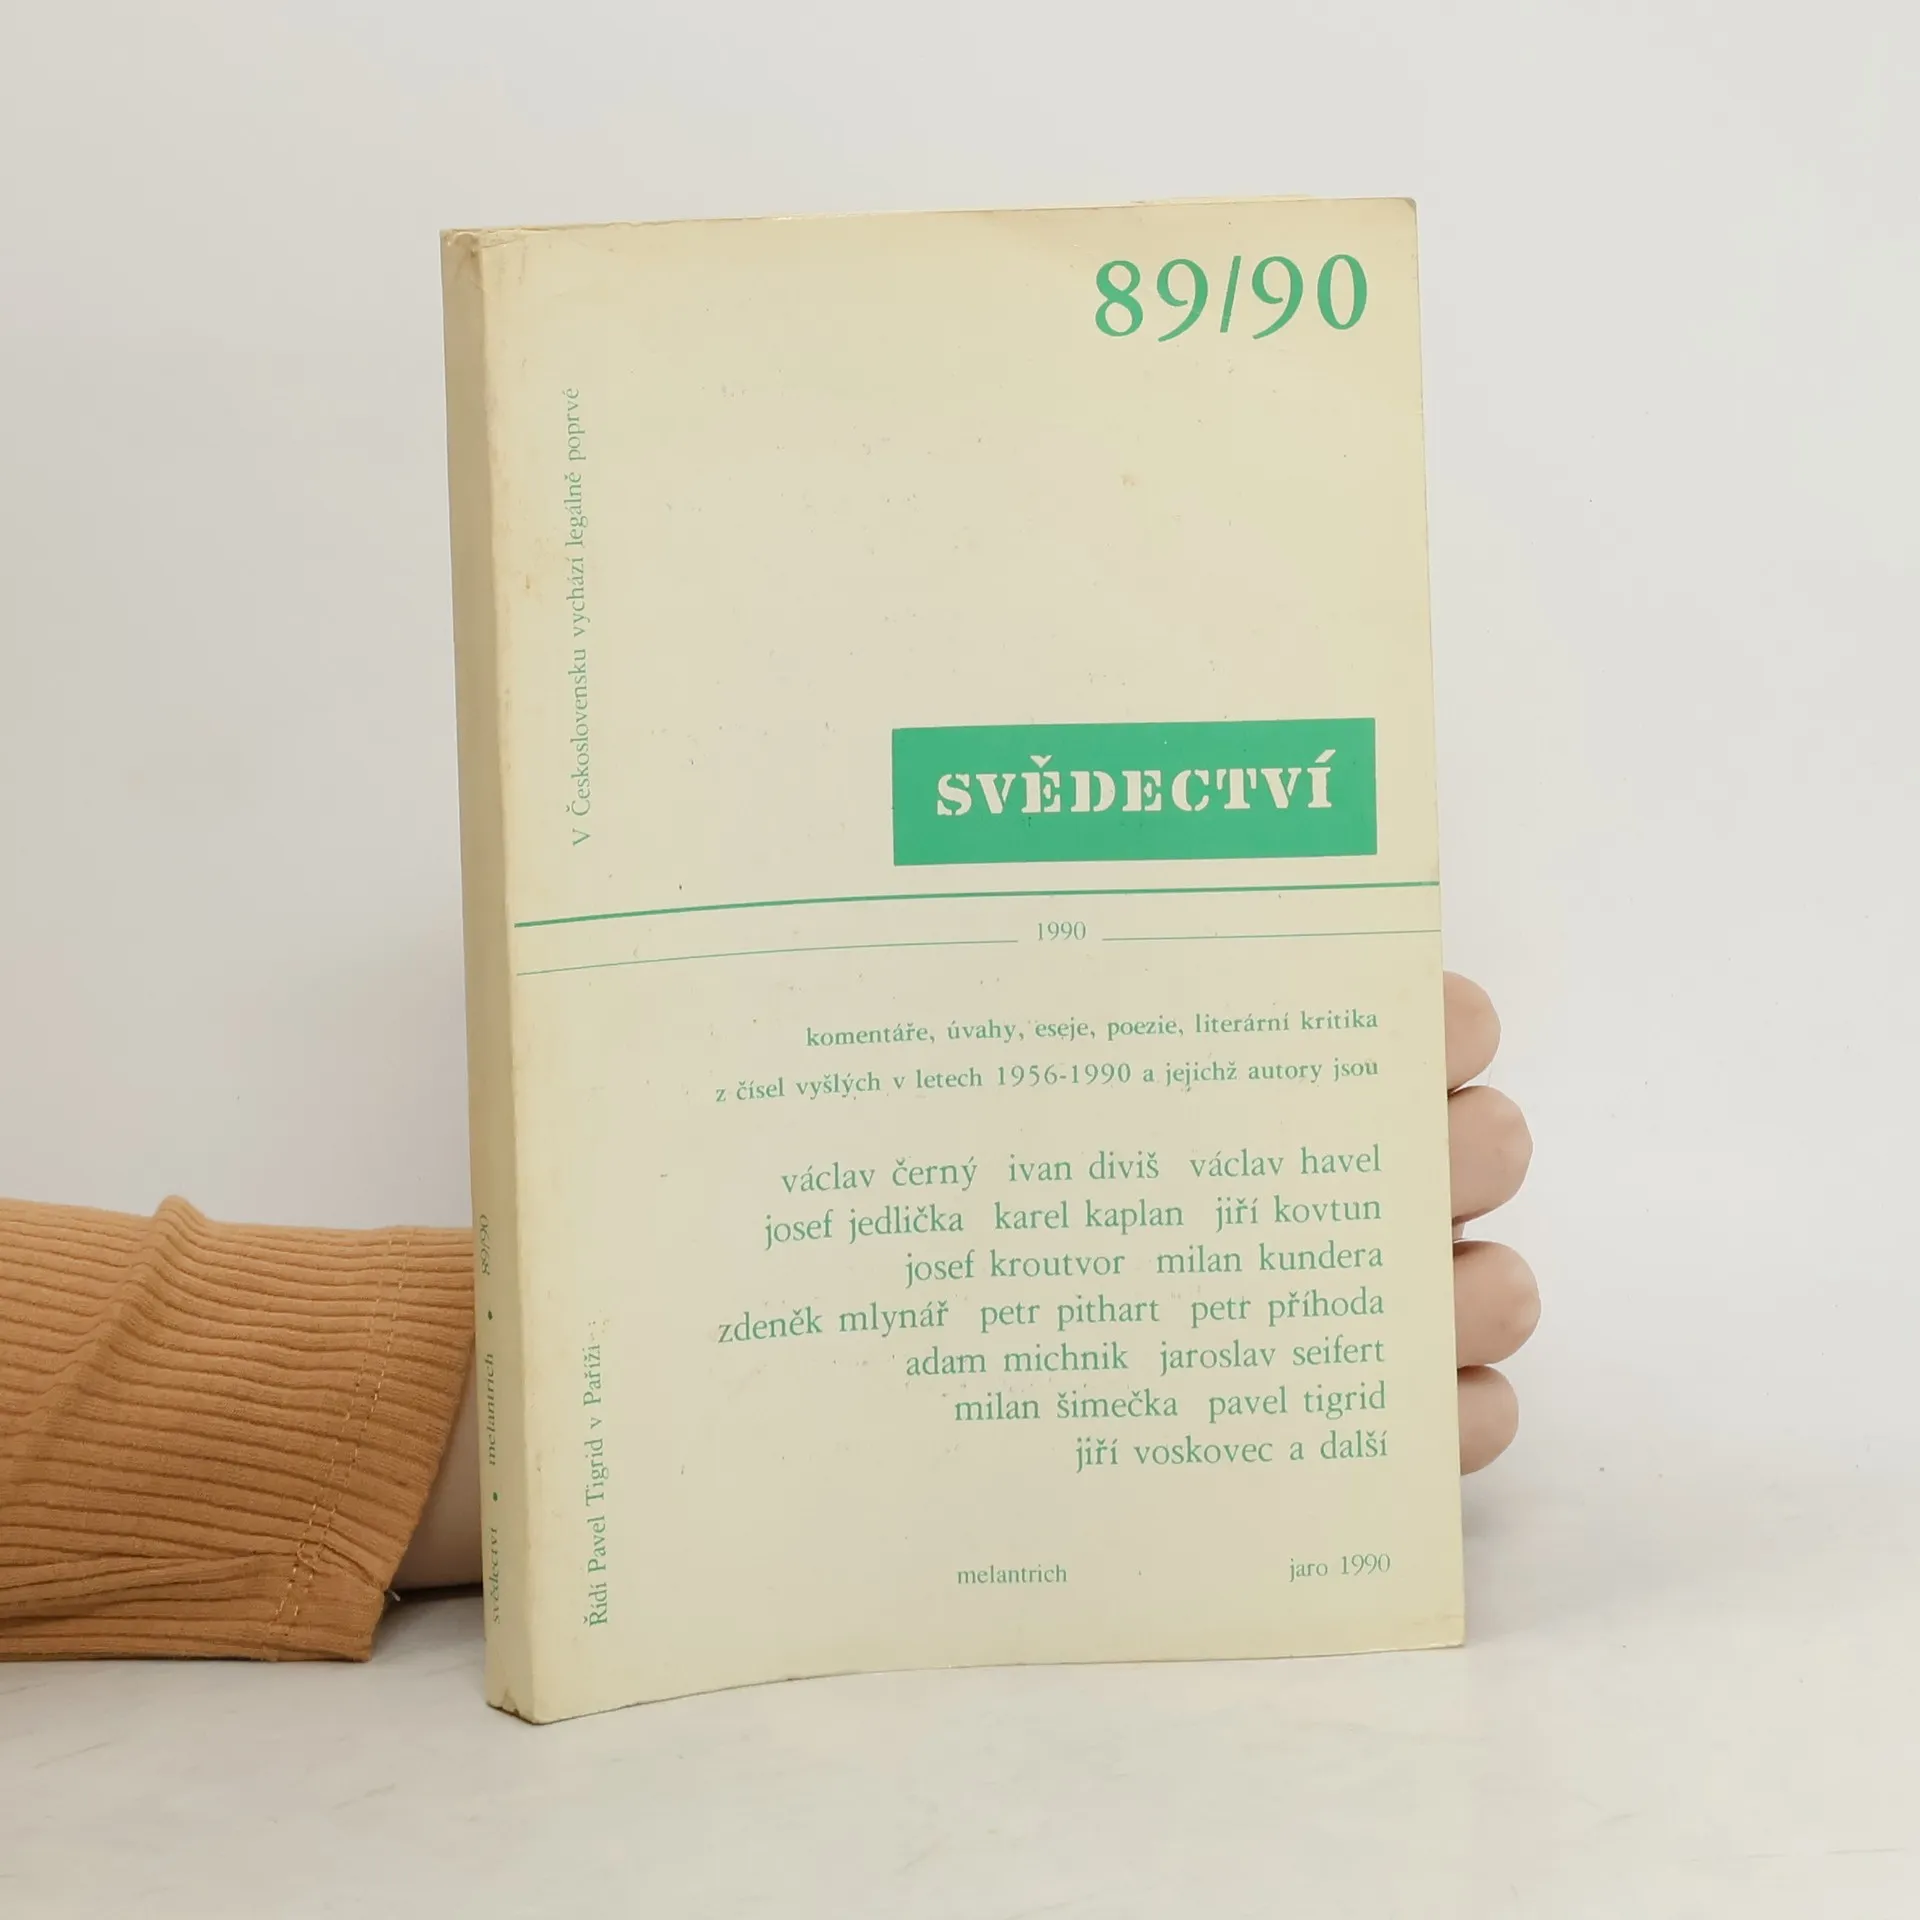 89/90
V Československu vychází legálně poprvé
SVĚDECTVÍ
1990
komentáře, úvahy, eseje, poezie, literární kritika
z čísel vyšlých v letech 1956-1990 a jejichž autory jsou
václav černý ivan diviš václav havel
josef jedlička karel kaplan jiří kovtun
josef kroutvor milan kundera
zdeněk mlynář petr pithart petr příhoda
adam michnik jaroslav seifert
milan šimečka pavel tigrid
jiří voskovec a další
Řídí Pavel Tigrid v Paříži
melantrich jaro 1990
svědectví • melantrich • 89/90